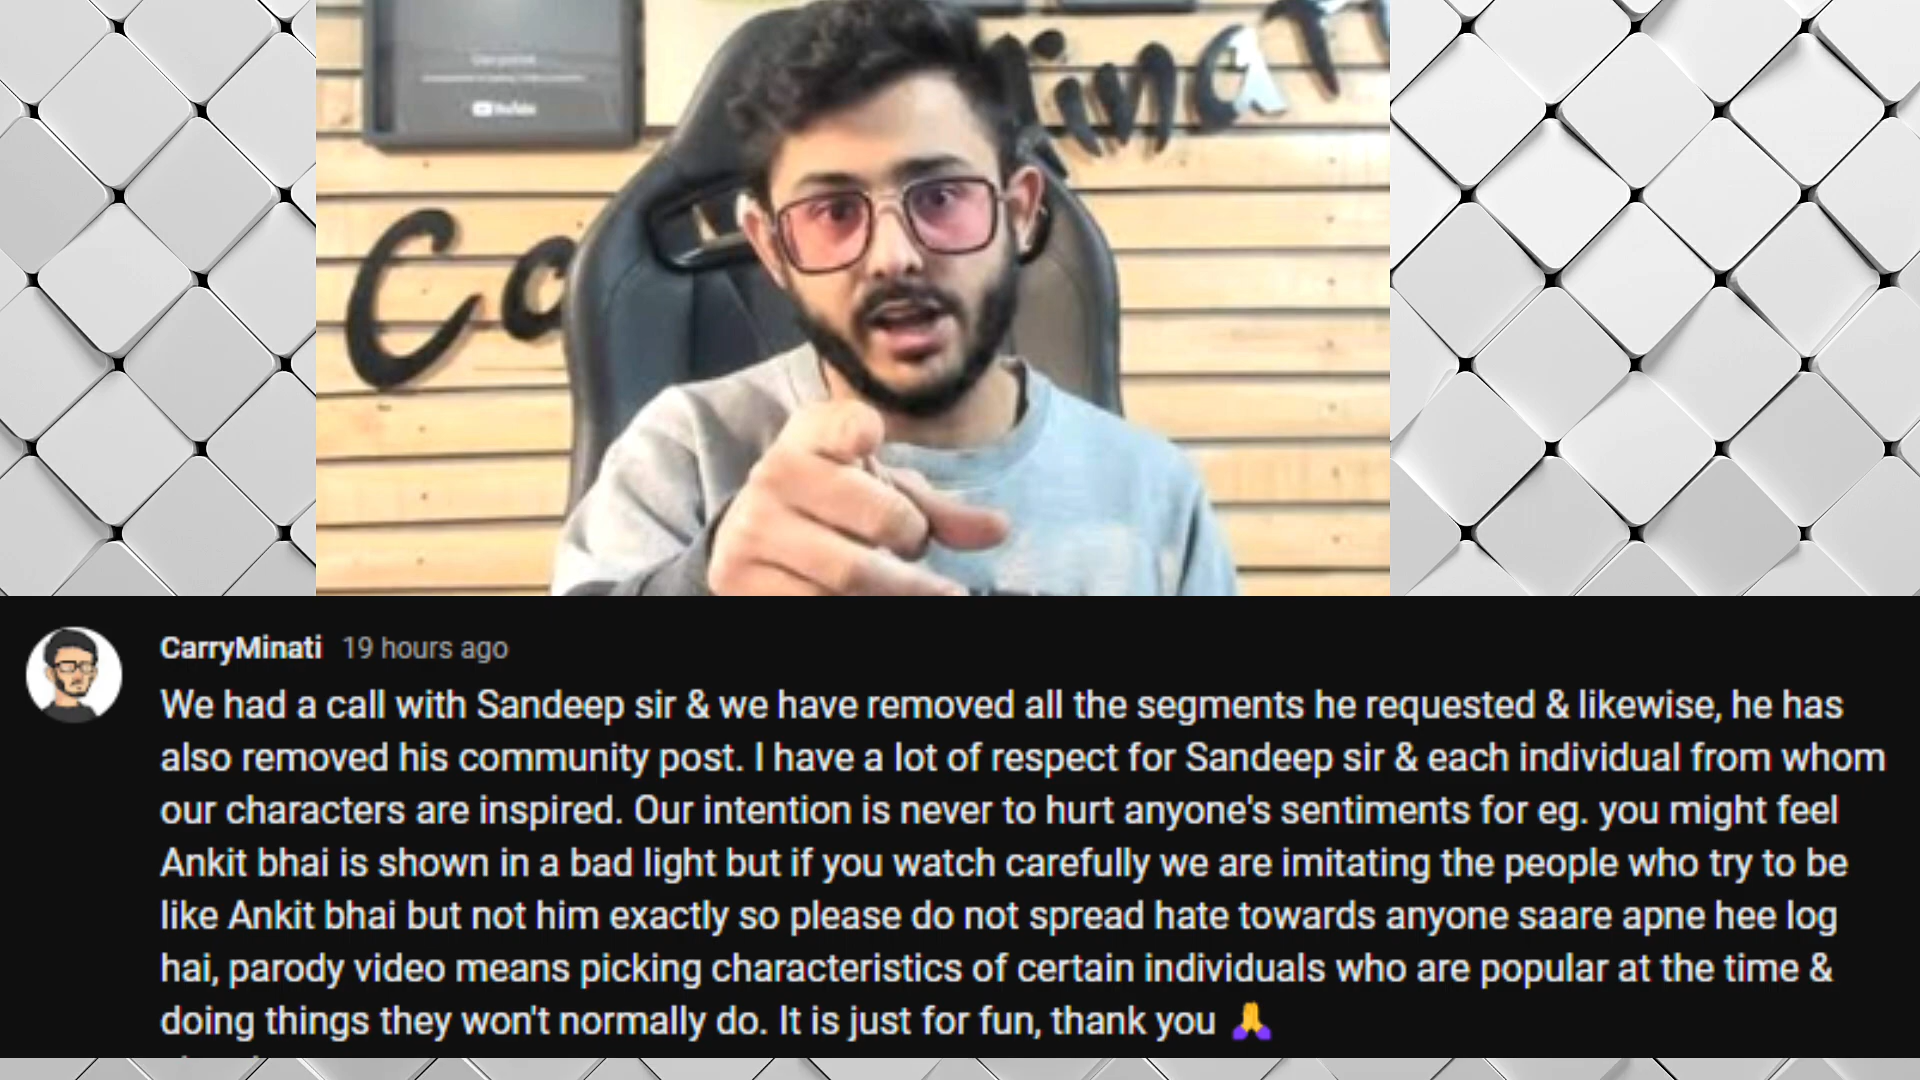 YouTube
Ca
inat
CarryMinati 19 hours ago
We had a call with Sandeep sir & we have removed all the segments he requested & likewise, he has
also removed his community post. I have a lot of respect for Sandeep sir & each individual from whom
our characters are inspired. Our intention is never to hurt anyone's sentiments for eg. you might feel
Ankit bhai is shown in a bad light but if you watch carefully we are imitating the people who try to be
like Ankit bhai but not him exactly so please do not spread hate towards anyone saare apne hee log
hai, parody video means picking characteristics of certain individuals who are popular at the time &
doing things they won't normally do. It is just for fun, thank you 🙏